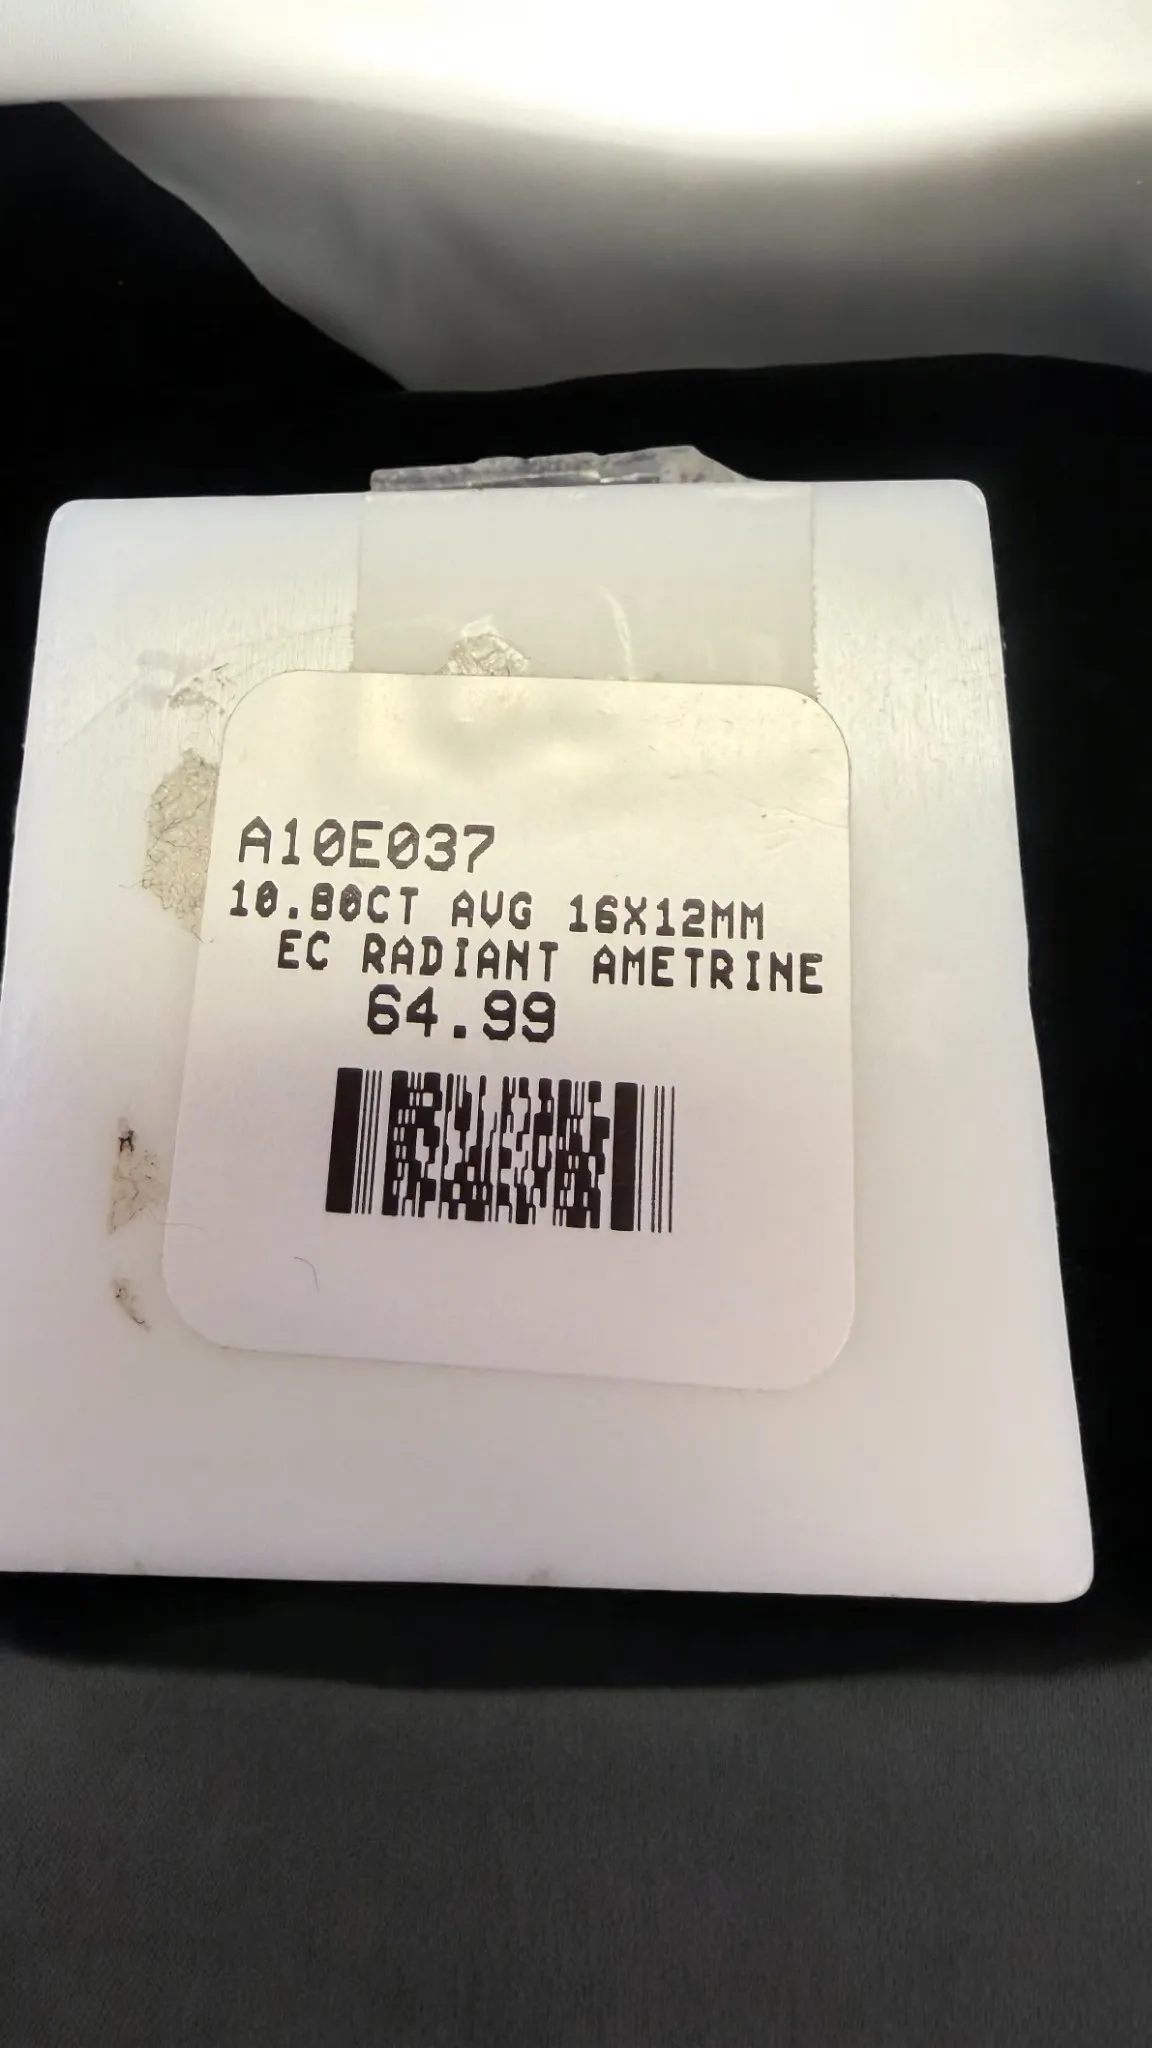 A10E037
10.80CT AVG 16X12MM
EC RADIANT AMETRINE
64.99